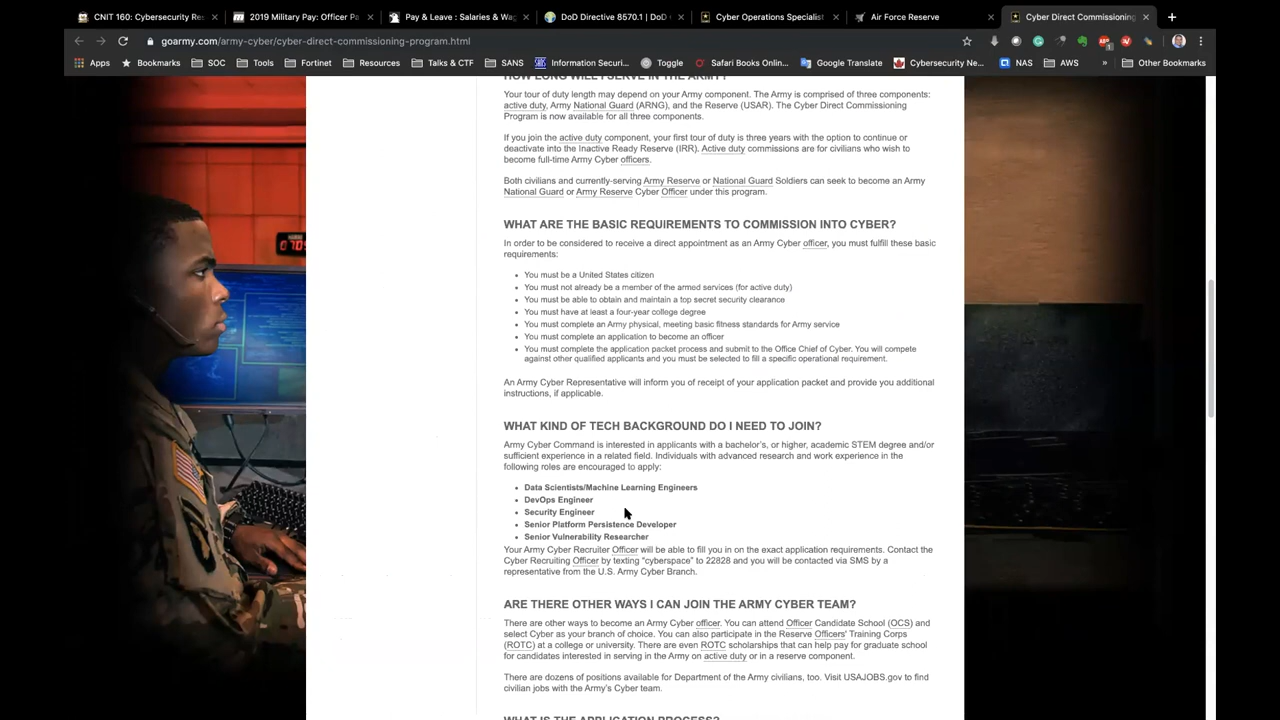 CNIT 160: Cybersecurity Res
2019 Military Pay: Officer Pa
Pay & Leave : Salaries & Wag
DoD Directive 8570.1 | DoD
Cyber Operations Specialist
Air Force Reserve
Cyber Direct Commissioning
goarmy.com/army-cyber/cyber-direct-commissioning-program.html
Apps Bookmarks SOC Tools Fortinet Resources Talks & CTF SANS Information Securi... Toggle Safari Books Onlin... Google Translate Cybersecurity Ne... NAS AWS » Other Bookmarks
HOW LONG WILL I SERVE IN THE ARMY?
Your tour of duty length may depend on your Army component. The Army is comprised of three components:
active duty, Army National Guard (ARNG), and the Reserve (USAR). The Cyber Direct Commissioning
Program is now available for all three components.
If you join the active duty component, your first tour of duty is three years with the option to continue or
deactivate into the Inactive Ready Reserve (IRR). Active duty commissions are for civilians who wish to
become full-time Army Cyber officers.
Both civilians and currently-serving Army Reserve or National Guard Soldiers can seek to become an Army
National Guard or Army Reserve Cyber Officer under this program.
WHAT ARE THE BASIC REQUIREMENTS TO COMMISSION INTO CYBER?
In order to be considered to receive a direct appointment as an Army Cyber officer, you must fulfill these basic
requirements:
• You must be a United States citizen
• You must not already be a member of the armed services (for active duty)
• You must be able to obtain and maintain a top secret security clearance
• You must have at least a four-year college degree
• You must complete an Army physical, meeting basic fitness standards for Army service
• You must complete an application to become an officer
• You must complete the application packet process and submit to the Office Chief of Cyber. You will compete
against other qualified applicants and you must be selected to fill a specific operational requirement.
An Army Cyber Representative will inform you of receipt of your application packet and provide you additional
instructions, if applicable.
WHAT KIND OF TECH BACKGROUND DO I NEED TO JOIN?
Army Cyber Command is interested in applicants with a bachelor's, or higher, academic STEM degree and/or
sufficient experience in a related field. Individuals with advanced research and work experience in the
following roles are encouraged to apply:
• Data Scientists/Machine Learning Engineers
• DevOps Engineer
• Security Engineer
• Senior Platform Persistence Developer
• Senior Vulnerability Researcher
Your Army Cyber Recruiter Officer will be able to fill you in on the exact application requirements. Contact the
Cyber Recruiting Officer by texting "cyberspace" to 22828 and you will be contacted via SMS by a
representative from the U.S. Army Cyber Branch.
ARE THERE OTHER WAYS I CAN JOIN THE ARMY CYBER TEAM?
There are other ways to become an Army Cyber officer. You can attend Officer Candidate School (OCS) and
select Cyber as your branch of choice. You can also participate in the Reserve Officers' Training Corps
(ROTC) at a college or university. There are even ROTC scholarships that can help pay for graduate school
for candidates interested in serving in the Army on active duty or in a reserve component.
There are dozens of positions available for Department of the Army civilians, too. Visit USAJOBS.gov to find
civilian jobs with the Army's Cyber team.
WHAT IS THE APPLICATION PROCESS?